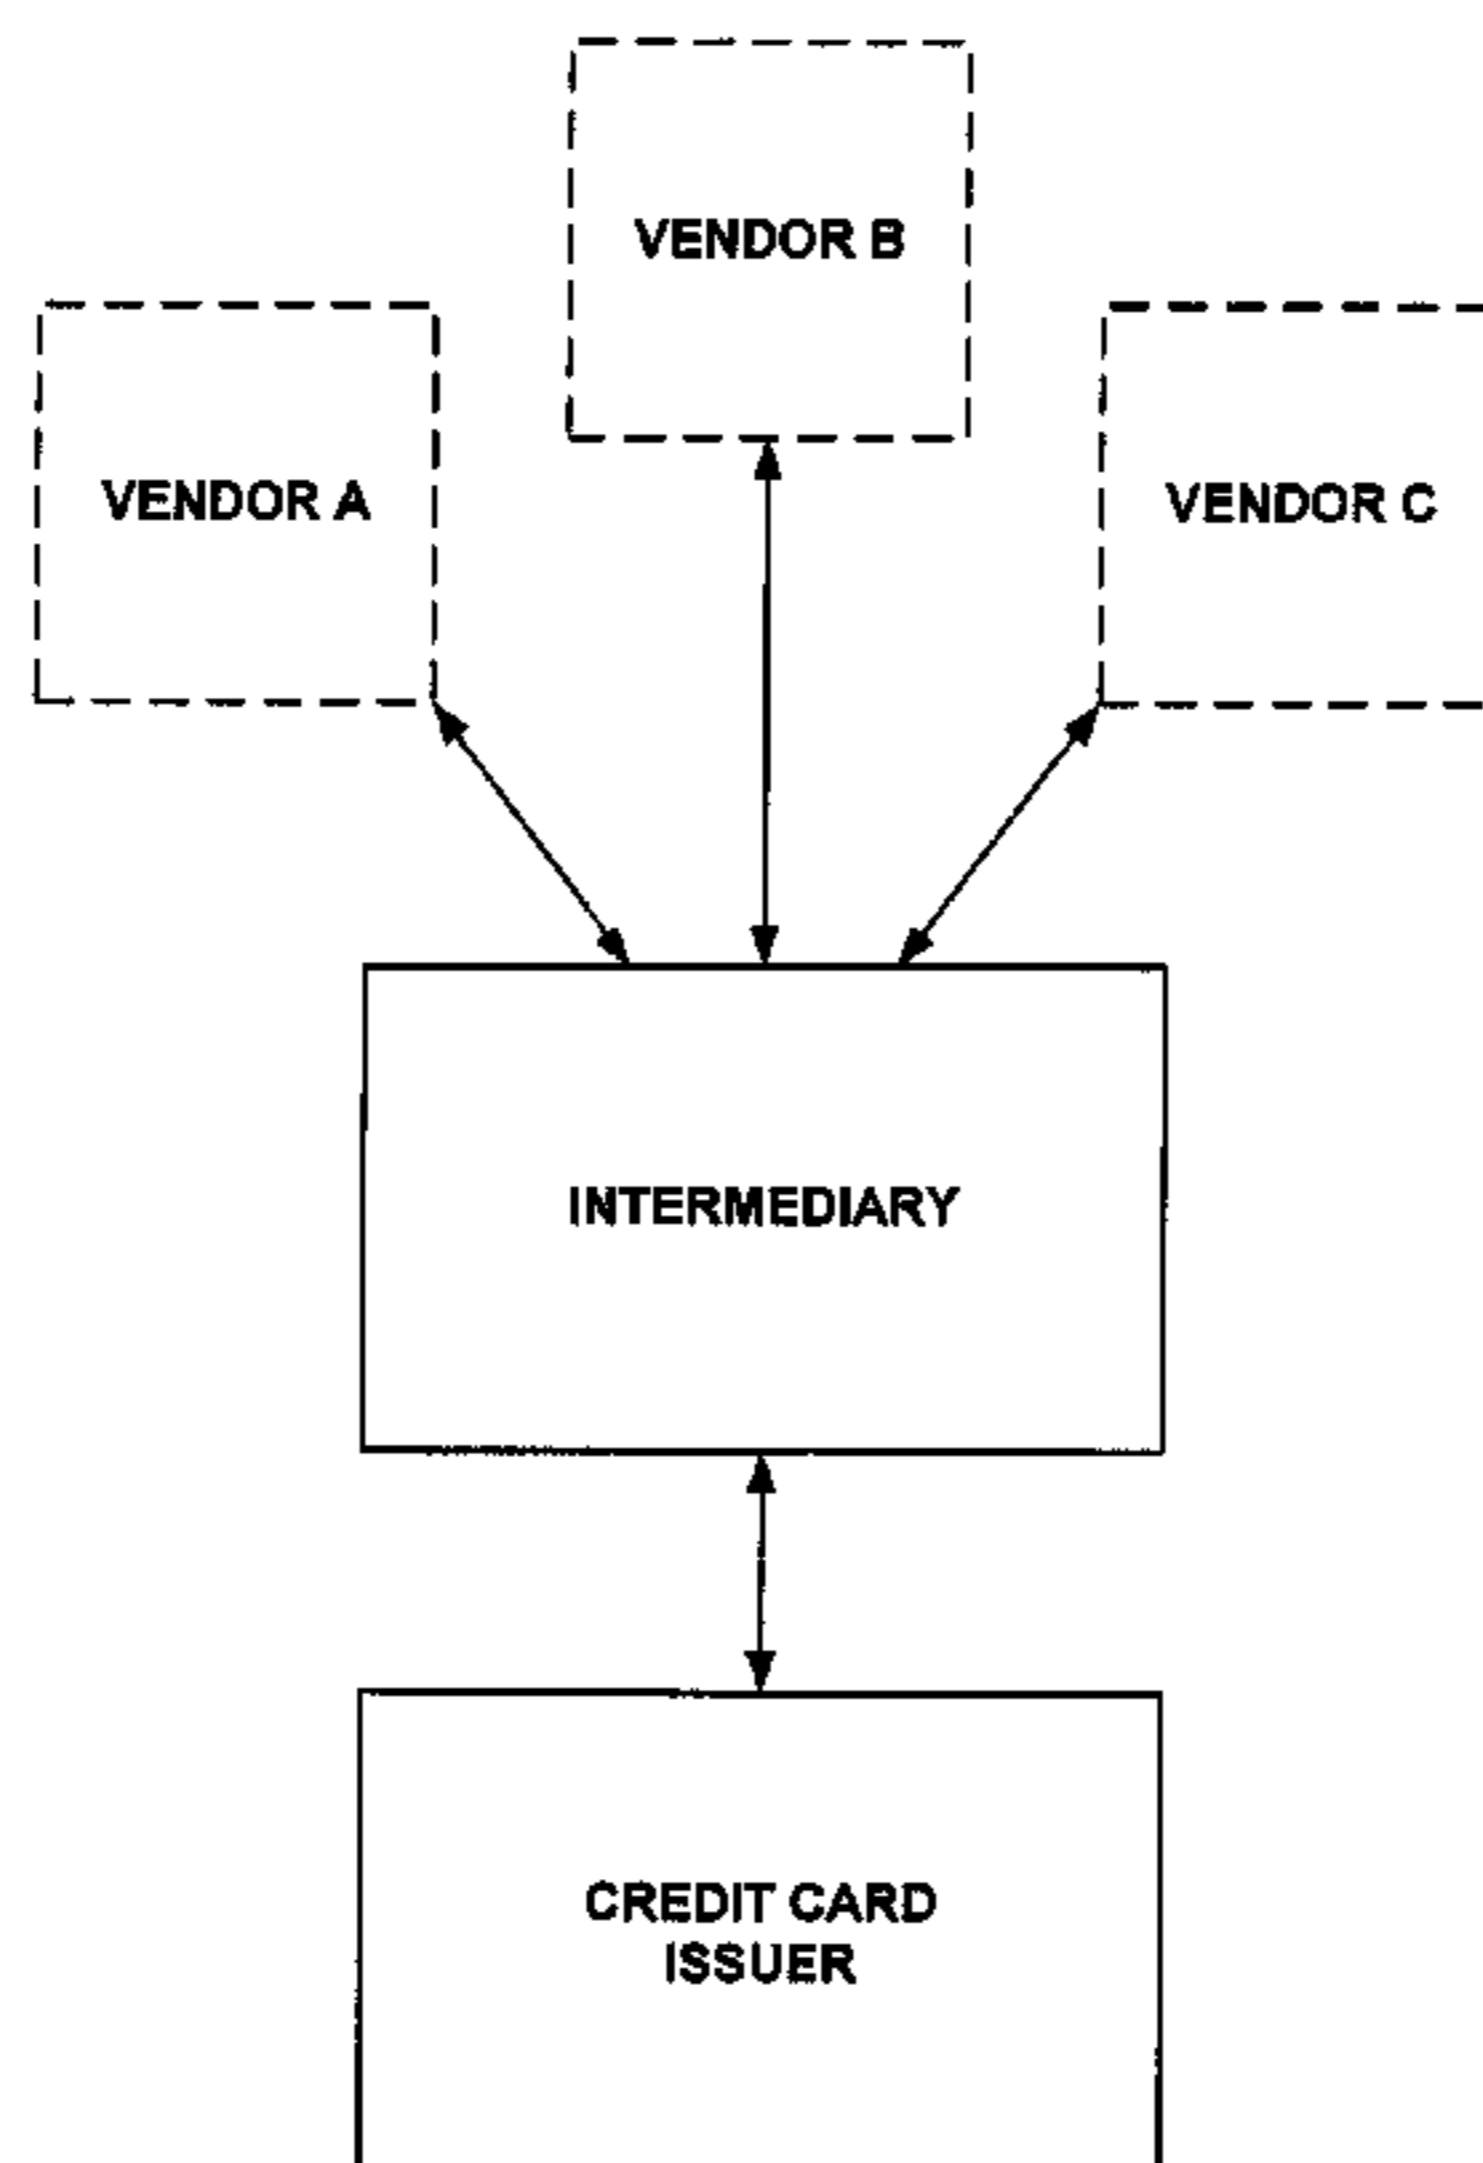 VENDOR B
VENDOR A
VENDOR C
INTERMEDIARY
CREDIT CARD
ISSUER